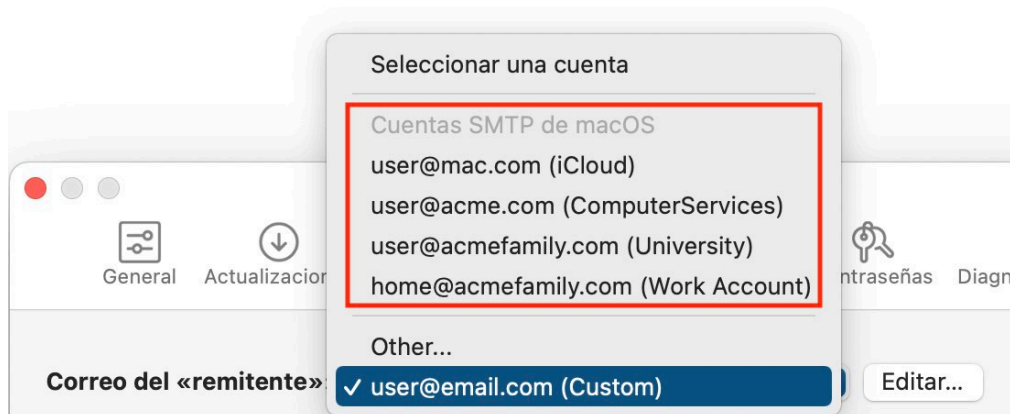 Seleccionar una cuenta
Cuentas SMTP de macOS
user@mac.com (iCloud)
user@acme.com (ComputerServices)
user@acmefamily.com (University)
home@acmefamily.com (Work Account)
General Actualizacion ntraseñas Diagn
Other...
Correo del «remitente»: ✓ user@email.com (Custom) Editar...